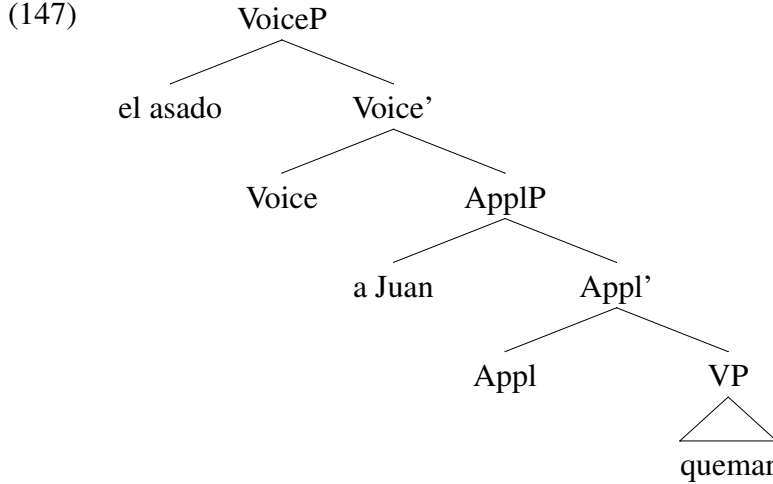 (147) VoiceP
el asado Voice’
Voice ApplP
a Juan Appl’
Appl VP
quemar